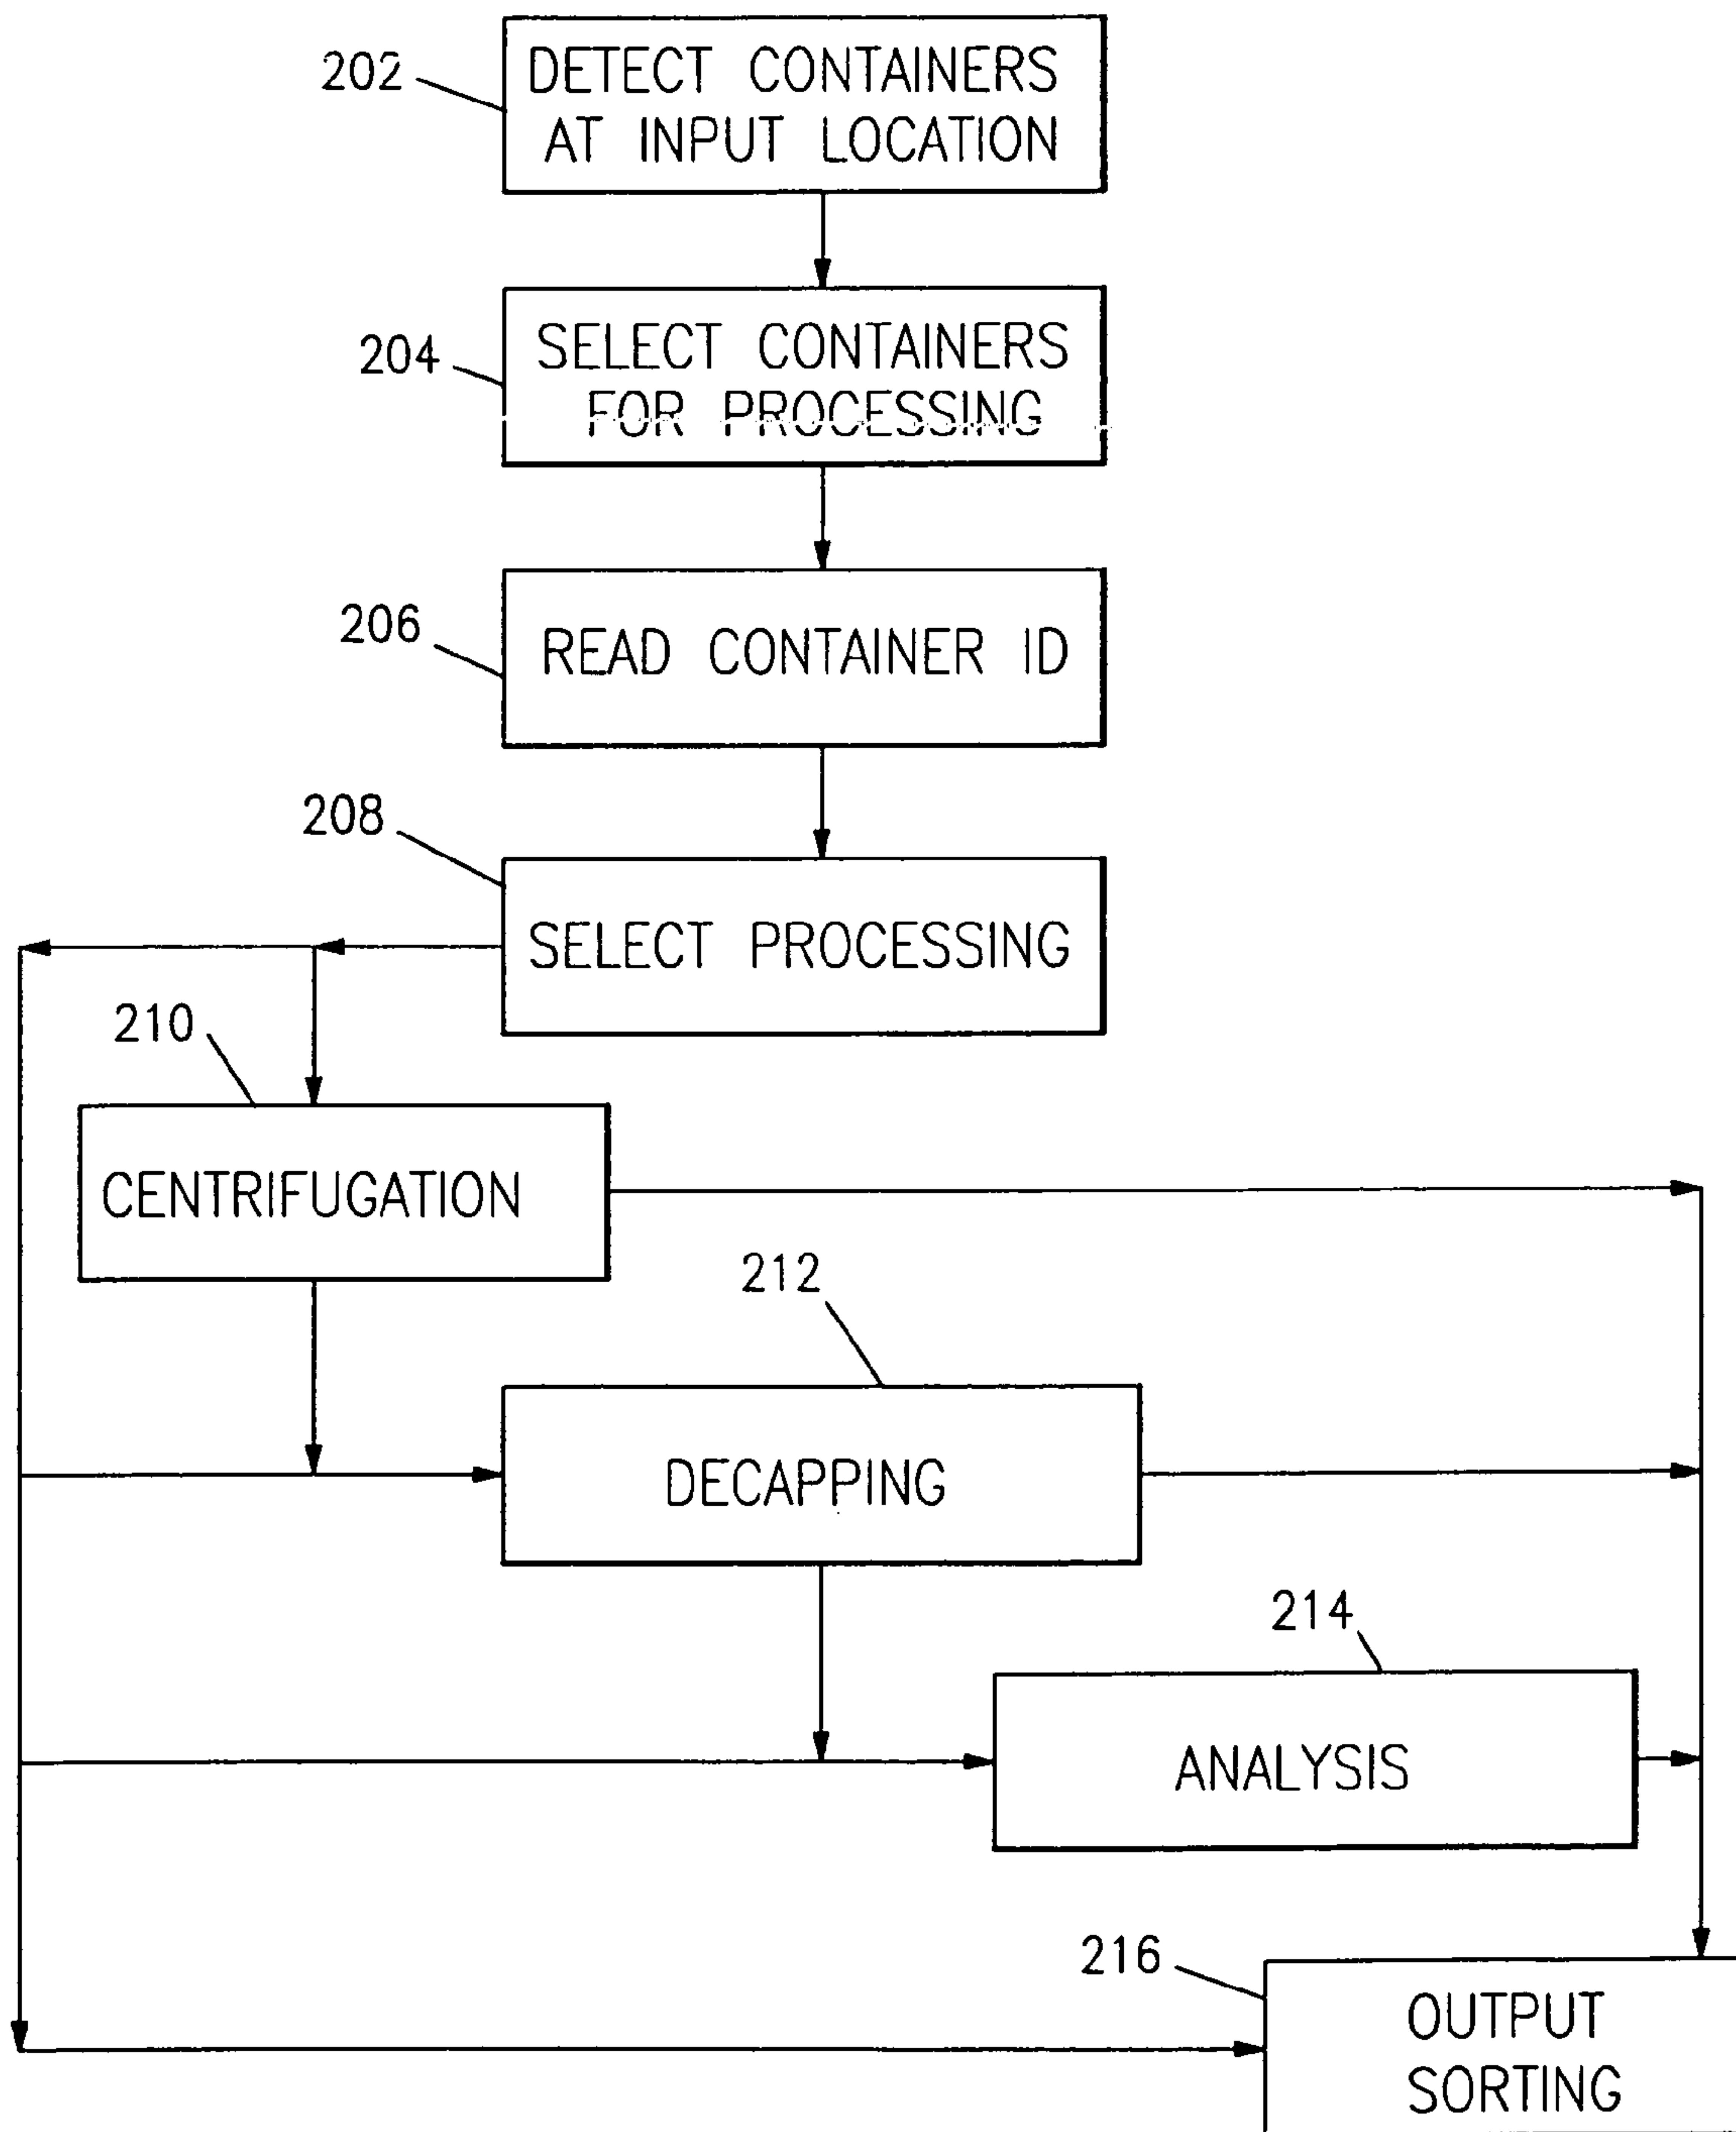 202
DETECT CONTAINERS
AT INPUT LOCATION
204
SELECT CONTAINERS
FOR PROCESSING
206
READ CONTAINER ID
208
SELECT PROCESSING
210
CENTRIFUGATION
212
DECAPPING
214
ANALYSIS
216
OUTPUT
SORTING